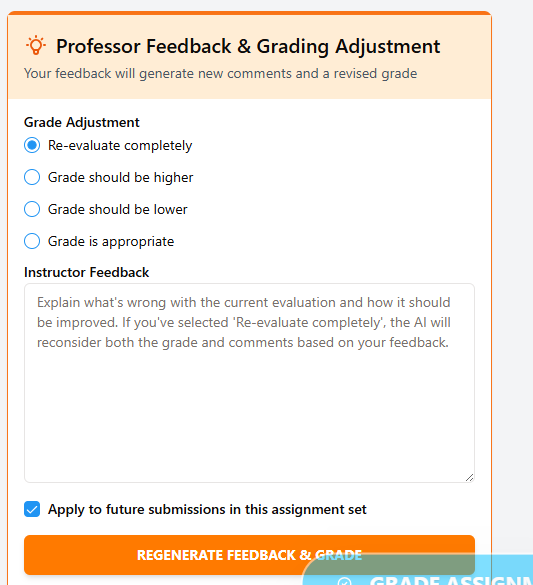 Professor Feedback & Grading Adjustment
Your feedback will generate new comments and a revised grade
Grade Adjustment
Re-evaluate completely
Grade should be higher
Grade should be lower
Grade is appropriate
Instructor Feedback
Explain what's wrong with the current evaluation and how it should
be improved. If you've selected 'Re-evaluate completely', the AI will
reconsider both the grade and comments based on your feedback.
Apply to future submissions in this assignment set
REGENERATE FEEDBACK & GRADE
GRADE ASSIGNM